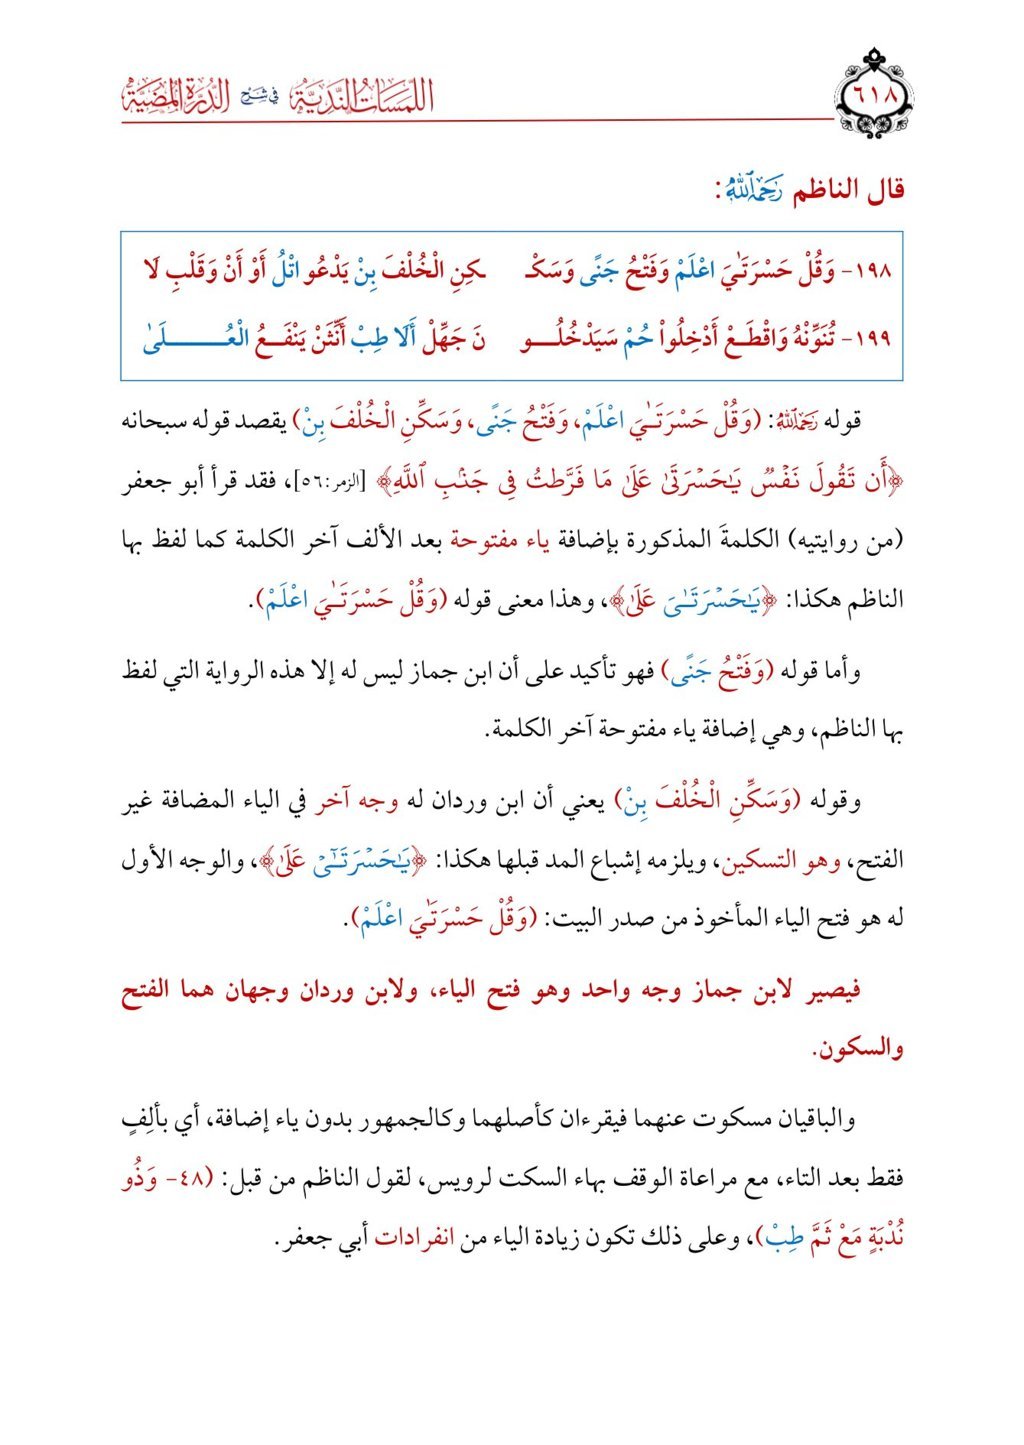 اللمسات الندية في شرح الدرة المضية
٦١٨
قال الناظم رحمه الله:
١٩٨- وَقُلْ حَسْرَتَٰيَ اعْلَمْ وَفَتْحُ جَنًى وَسَكْـ ـكِنِ الْخُلْفَ بِنْ يَدْعُو اتْلُ أَوْ أَنْ وَقَلْبِ لَا
١٩٩- تُنَوِّنْهُ وَاقْطَعْ أَدْخِلُواْ حُمْ سَيَدْخُلُــو نَ جَهِّلْ أَلَا طِبْ أَنِّثَنْ يَنْفَــعُ الْعُـــــــلَىٰ
قوله رحمه الله: (وَقُلْ حَسْرَتَـٰيَ اعْلَمْ، وَفَتْحُ جَنًى، وَسَكِّنِ الْخُلْفَ بِنْ) يقصد قوله سبحانه
﴿أَن تَقُولَ نَفْسٌ يَٰحَسْرَتَىٰ عَلَىٰ مَا فَرَّطتُ فِى جَنۢبِ ٱللَّهِ﴾ [الزمر:٥٦]، فقد قرأ أبو جعفر
(من روايتيه) الكلمةَ المذكورة بإضافة ياء مفتوحة بعد الألف آخر الكلمة كما لفظ بها
الناظم هكذا: ﴿يَٰحَسْرَتَـٰىَ عَلَىٰ﴾، وهذا معنى قوله (وَقُلْ حَسْرَتَـٰيَ اعْلَمْ).
وأما قوله (وَفَتْحُ جَنًى) فهو تأكيد على أن ابن جماز ليس له إلا هذه الرواية التي لفظ
بها الناظم، وهي إضافة ياء مفتوحة آخر الكلمة.
وقوله (وَسَكِّنِ الْخُلْفَ بِنْ) يعني أن ابن وردان له وجه آخر في الياء المضافة غير
الفتح، وهو التسكين، ويلزمه إشباع المد قبلها هكذا: ﴿يَٰحَسْرَتَـٰٓىْ عَلَىٰ﴾، والوجه الأول
له هو فتح الياء المأخوذ من صدر البيت: (وَقُلْ حَسْرَتَٰيَ اعْلَمْ).
فيصير لابن جماز وجه واحد وهو فتح الياء، ولابن وردان وجهان هما الفتح
والسكون.
والباقيان مسكوت عنهما فيقرءان كأصلهما وكالجمهور بدون ياء إضافة، أي بألِفٍ
فقط بعد التاء، مع مراعاة الوقف بهاء السكت لرويس، لقول الناظم من قبل: (٤٨- وَذُو
نُدْبَةٍ مَعْ ثَمَّ طِبْ)، وعلى ذلك تكون زيادة الياء من انفرادات أبي جعفر.